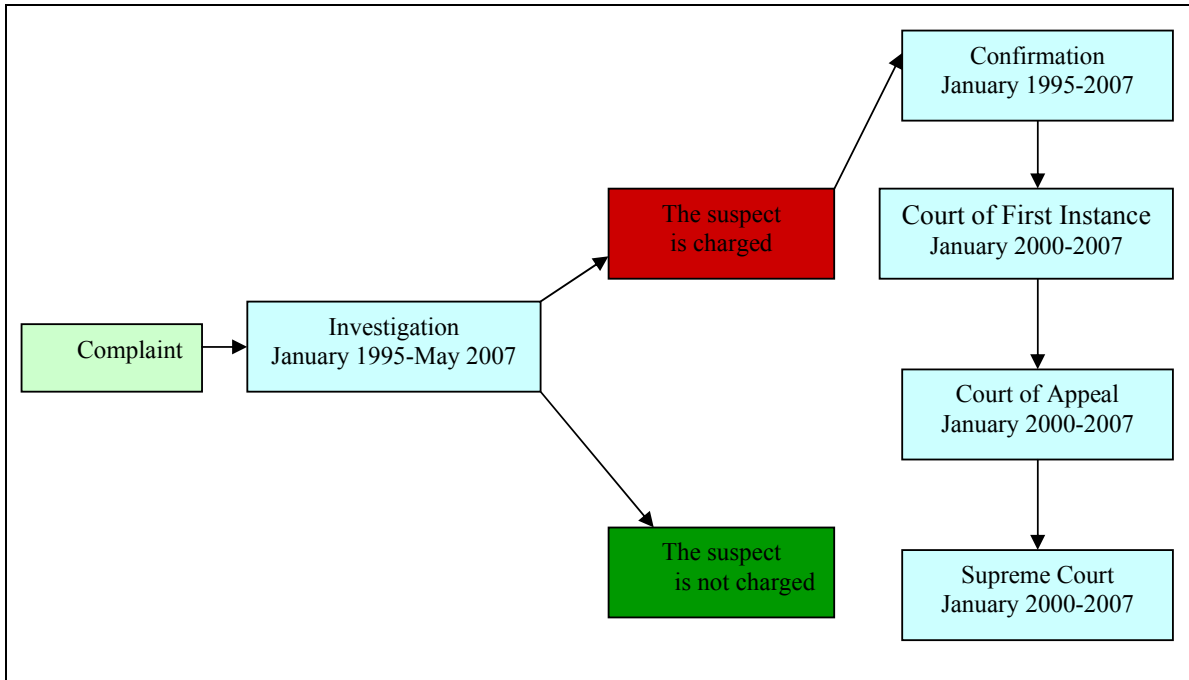 Complaint
Investigation
January 1995-May 2007
The suspect
is charged
The suspect
is not charged
Confirmation
January 1995-2007
Court of First Instance
January 2000-2007
Court of Appeal
January 2000-2007
Supreme Court
January 2000-2007